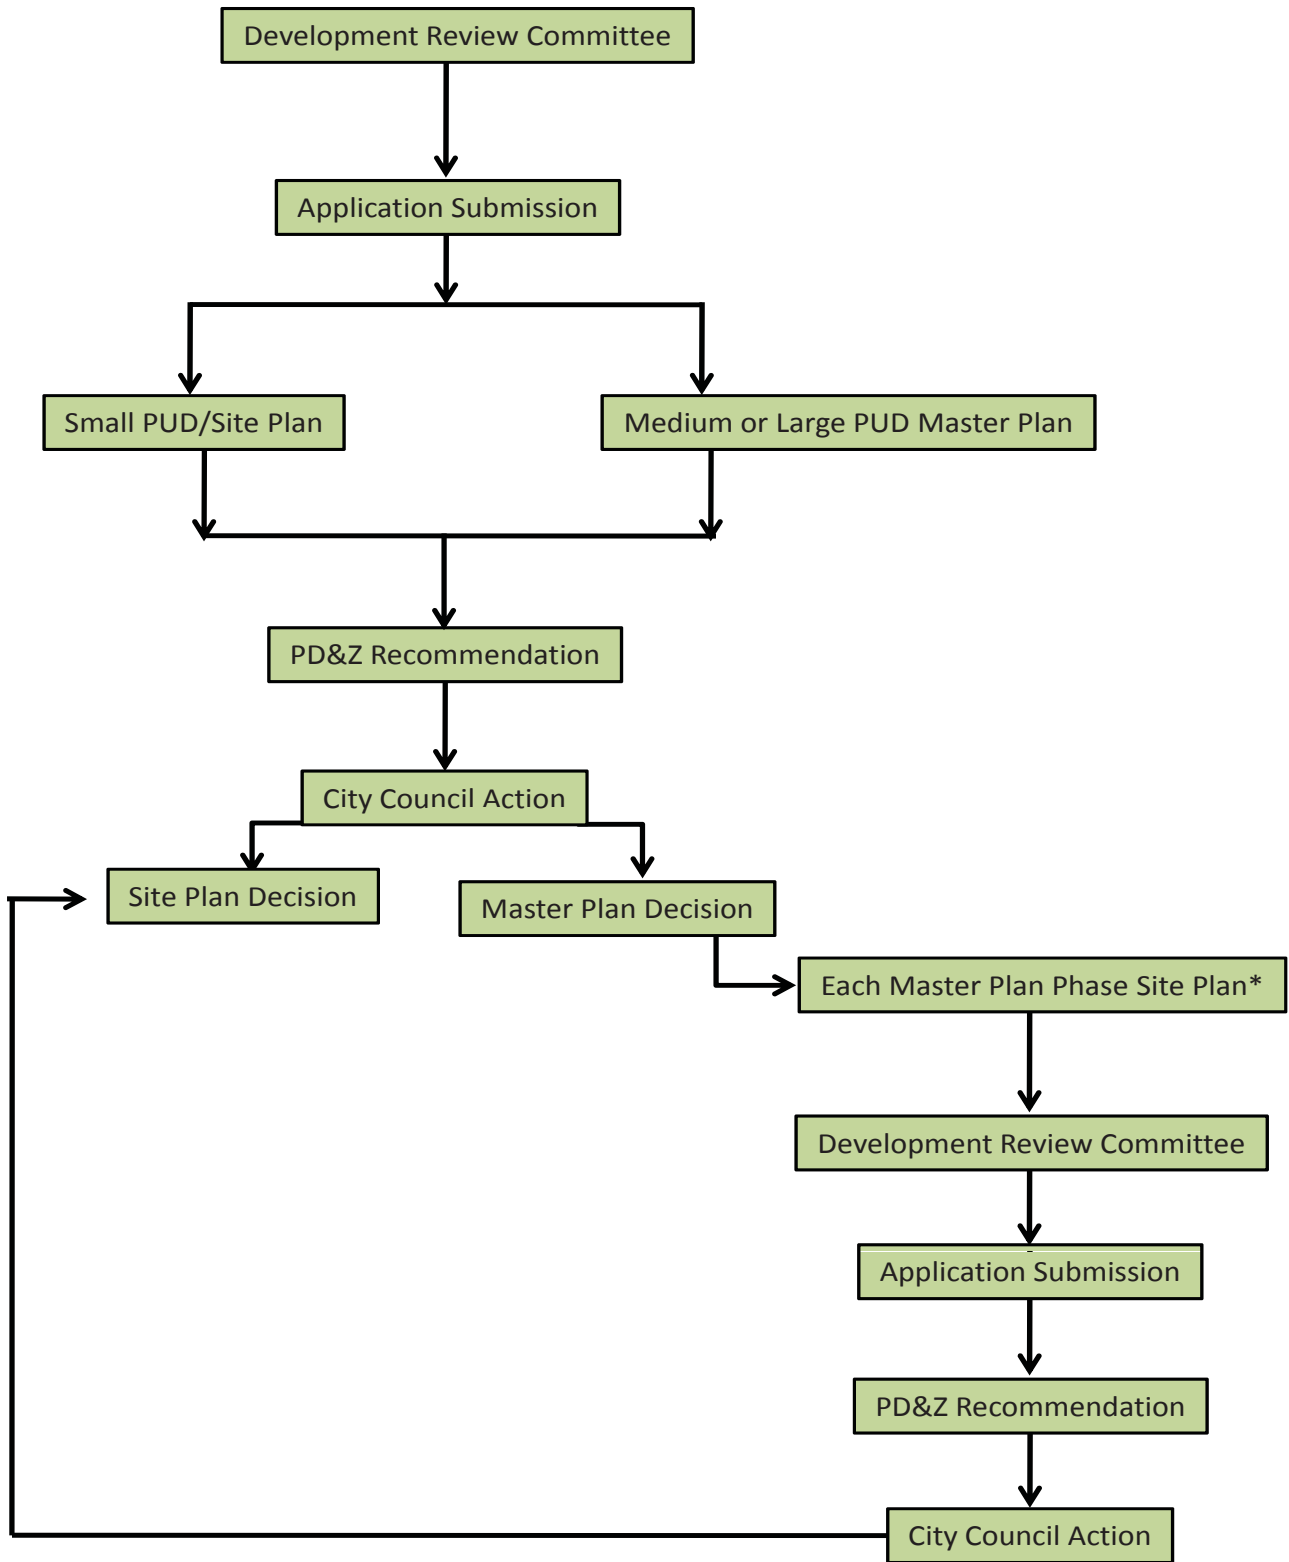 Development Review Committee
Application Submission
Small PUD/Site Plan
Medium or Large PUD Master Plan
PD&Z Recommendation
City Council Action
Site Plan Decision
Master Plan Decision
Each Master Plan Phase Site Plan*
Development Review Committee
Application Submission
PD&Z Recommendation
City Council Action